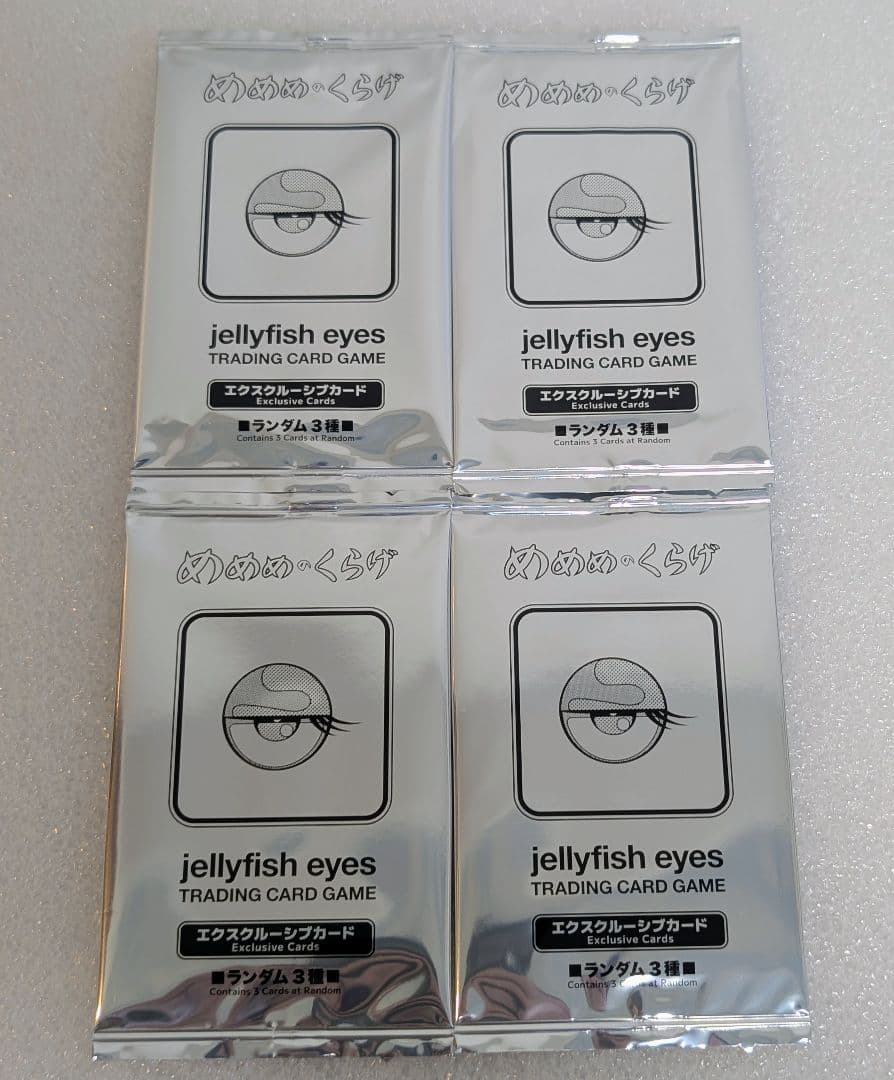 めめめのくらげ
jellyfish eyes
TRADING CARD GAME
エクスクルーシブカード
Exclusive Cards
■ランダム3種■
Contains 3 Cards at Random
めめめのくらげ
jellyfish eyes
TRADING CARD GAME
エクスクルーシブカード
Exclusive Cards
■ランダム3種■
Contains 3 Cards at Random
めめめのくらげ
jellyfish eyes
TRADING CARD GAME
エクスクルーシブカード
Exclusive Cards
■ランダム3種■
Contains 3 Cards at Random
めめめのくらげ
jellyfish eyes
TRADING CARD GAME
エクスクルーシブカード
Exclusive Cards
■ランダム3種■
Contains 3 Cards at Random